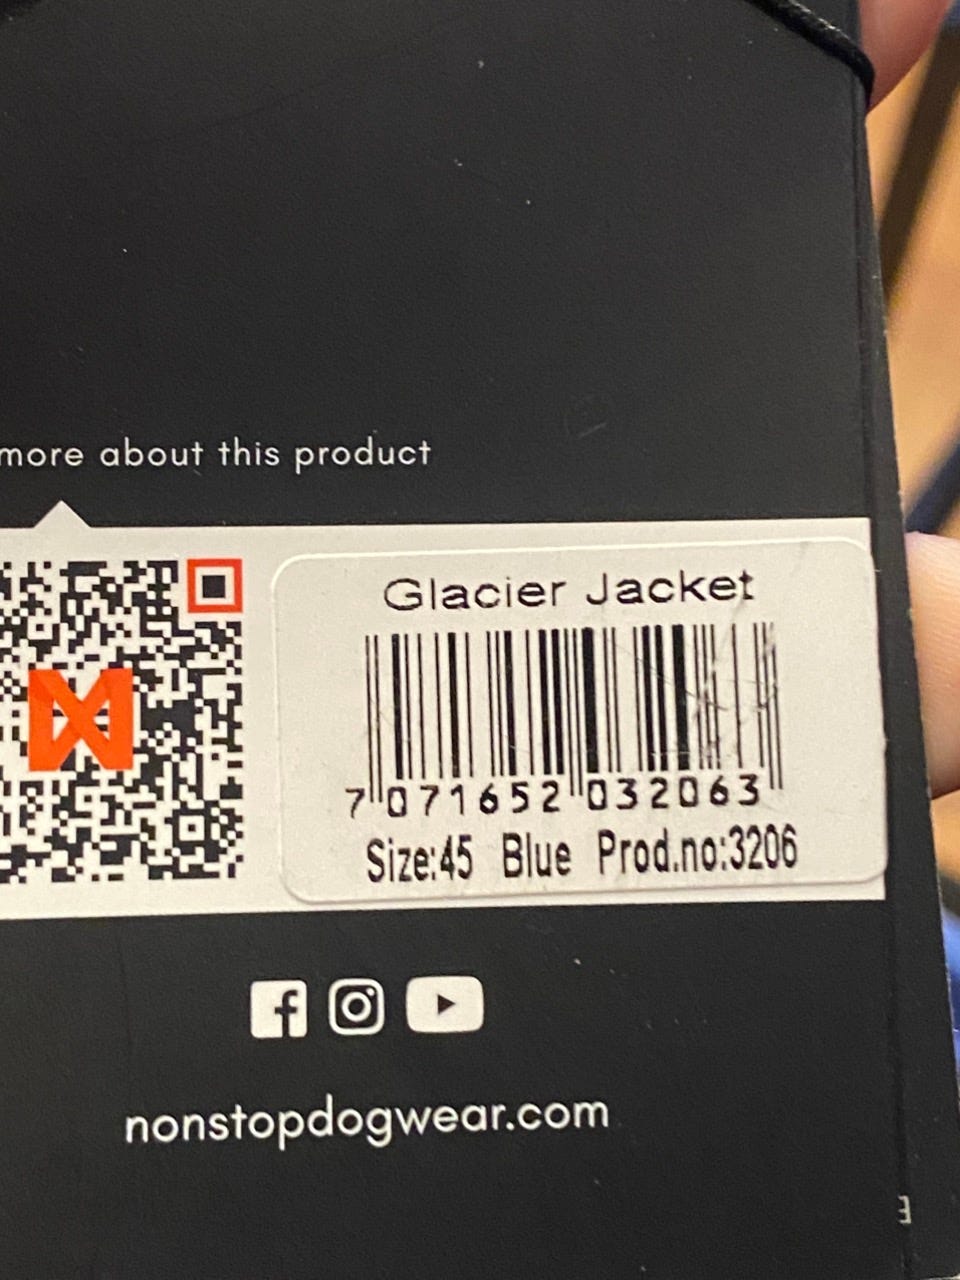 more about this product
Glacier Jacket
7 071652 032063
Size:45 Blue Prod.no:3206
nonstopdogwear.com